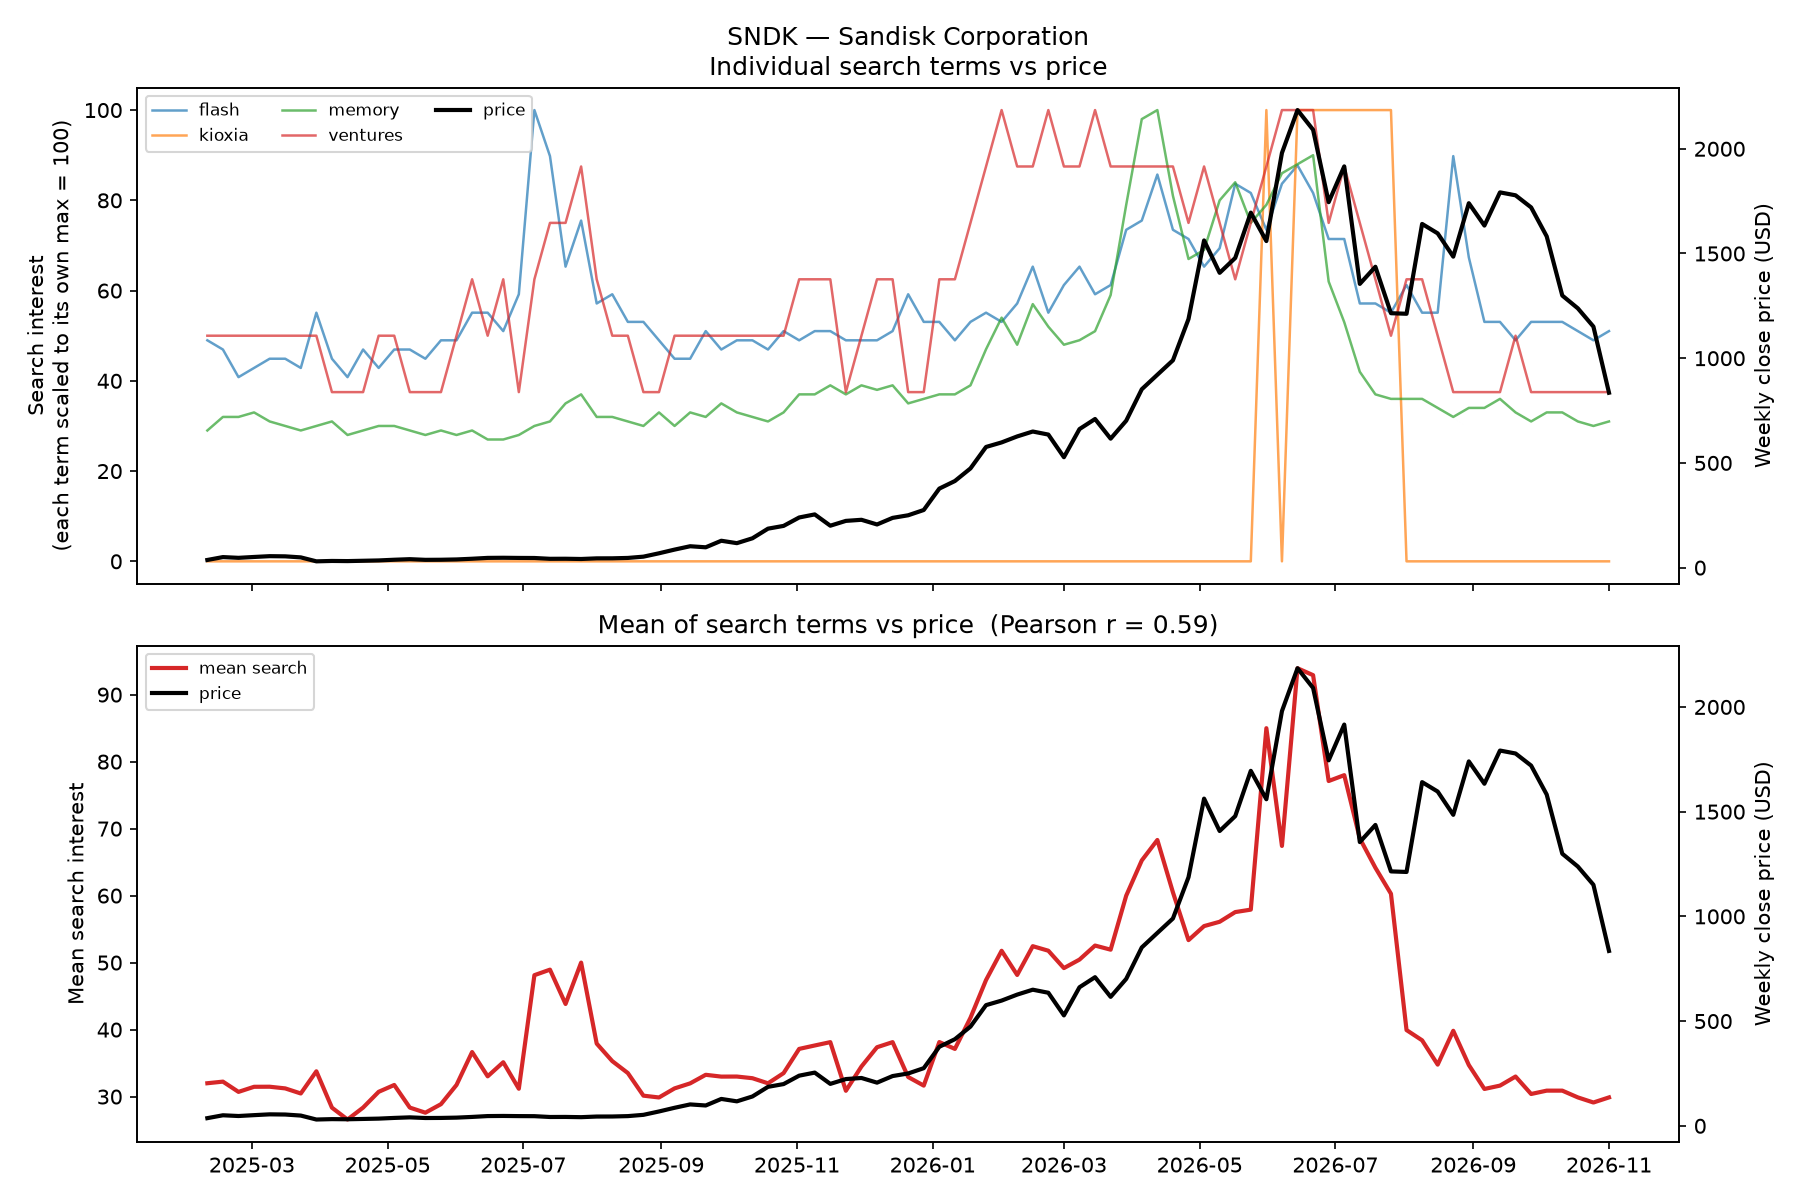 SNDK — Sandisk Corporation
Individual search terms vs price
flash
kioxia
memory
ventures
price
Search interest
(each term scaled to its own max = 100)
100
80
60
40
20
0
Weekly close price (USD)
2000
1500
1000
500
0
Mean of search terms vs price  (Pearson r = 0.59)
mean search
price
Mean search interest
90
80
70
60
50
40
30
Weekly close price (USD)
2000
1500
1000
500
0
2025-03 2025-05 2025-07 2025-09 2025-11 2026-01 2026-03 2026-05 2026-07 2026-09 2026-11